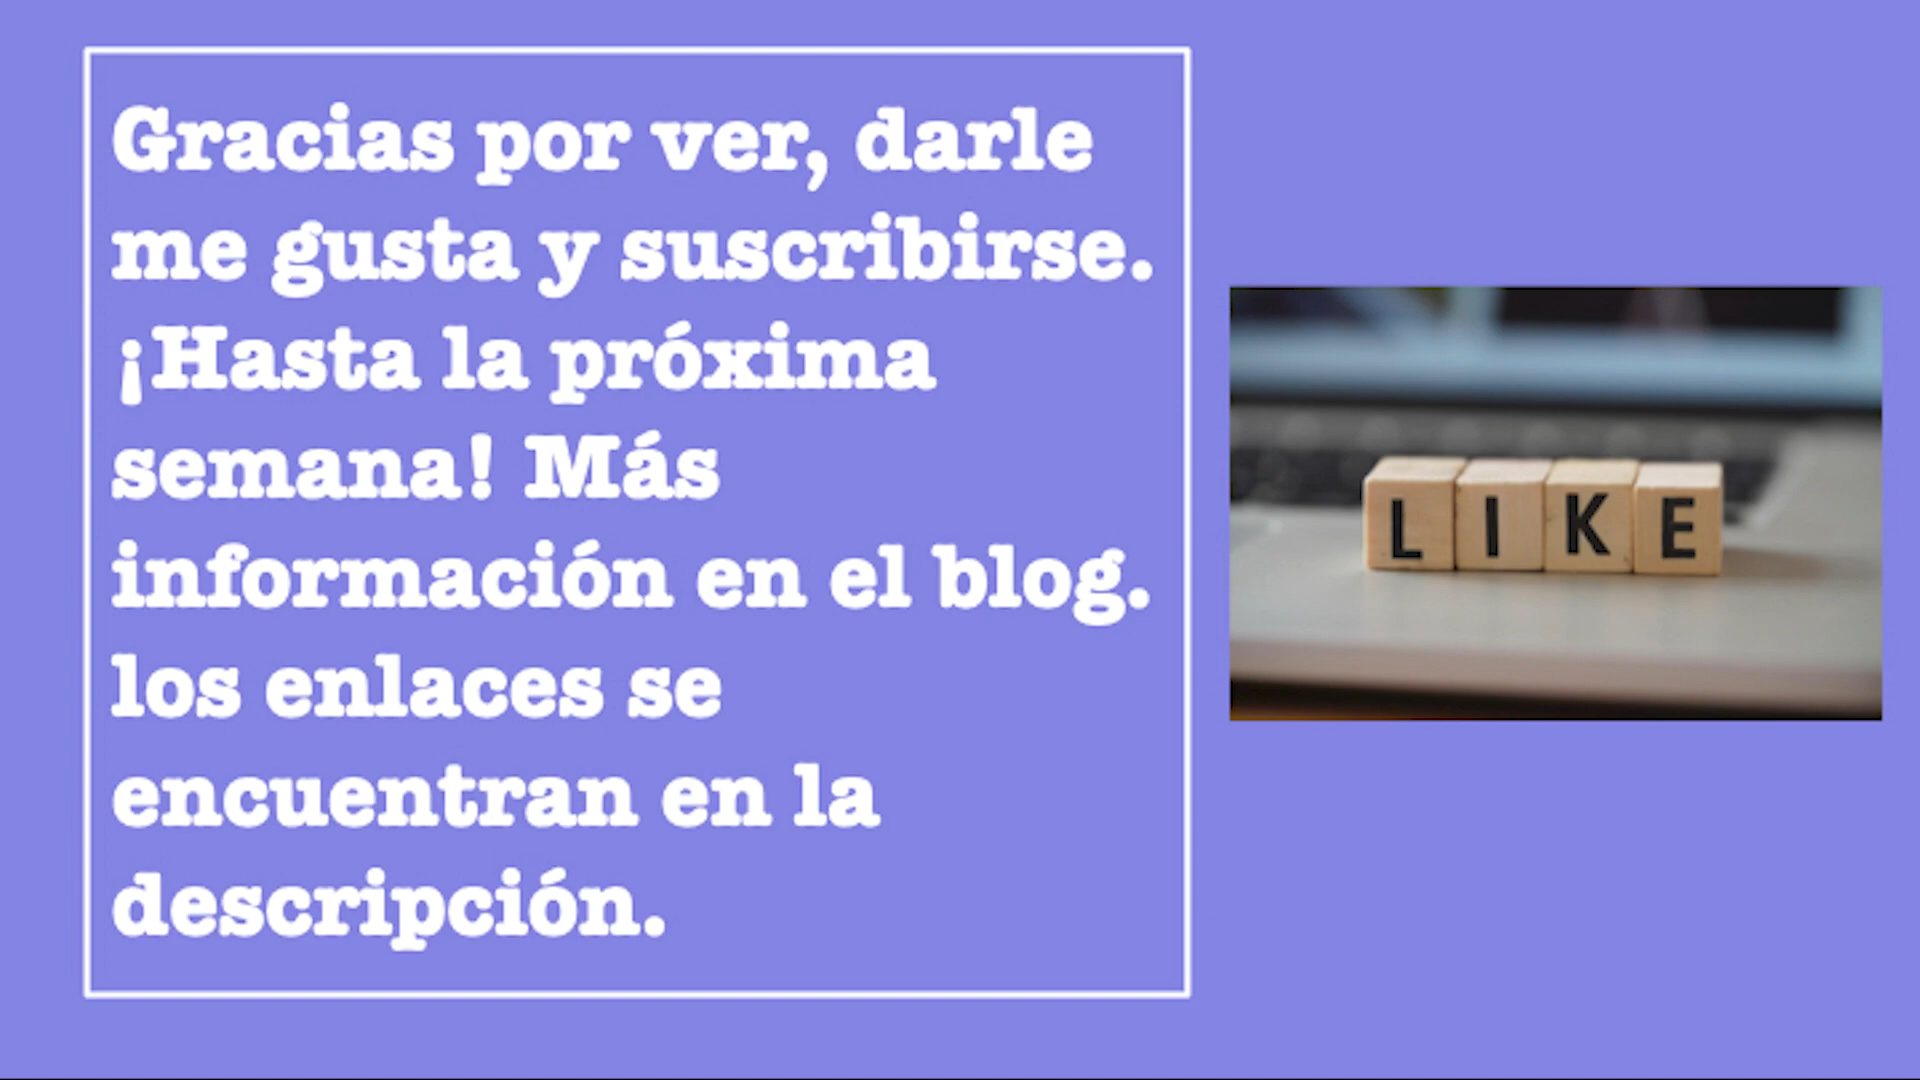 Gracias por ver, darle
me gusta y suscribirse.
¡Hasta la próxima
semana! Más
información en el blog.
los enlaces se
encuentran en la
descripción.
LIKE